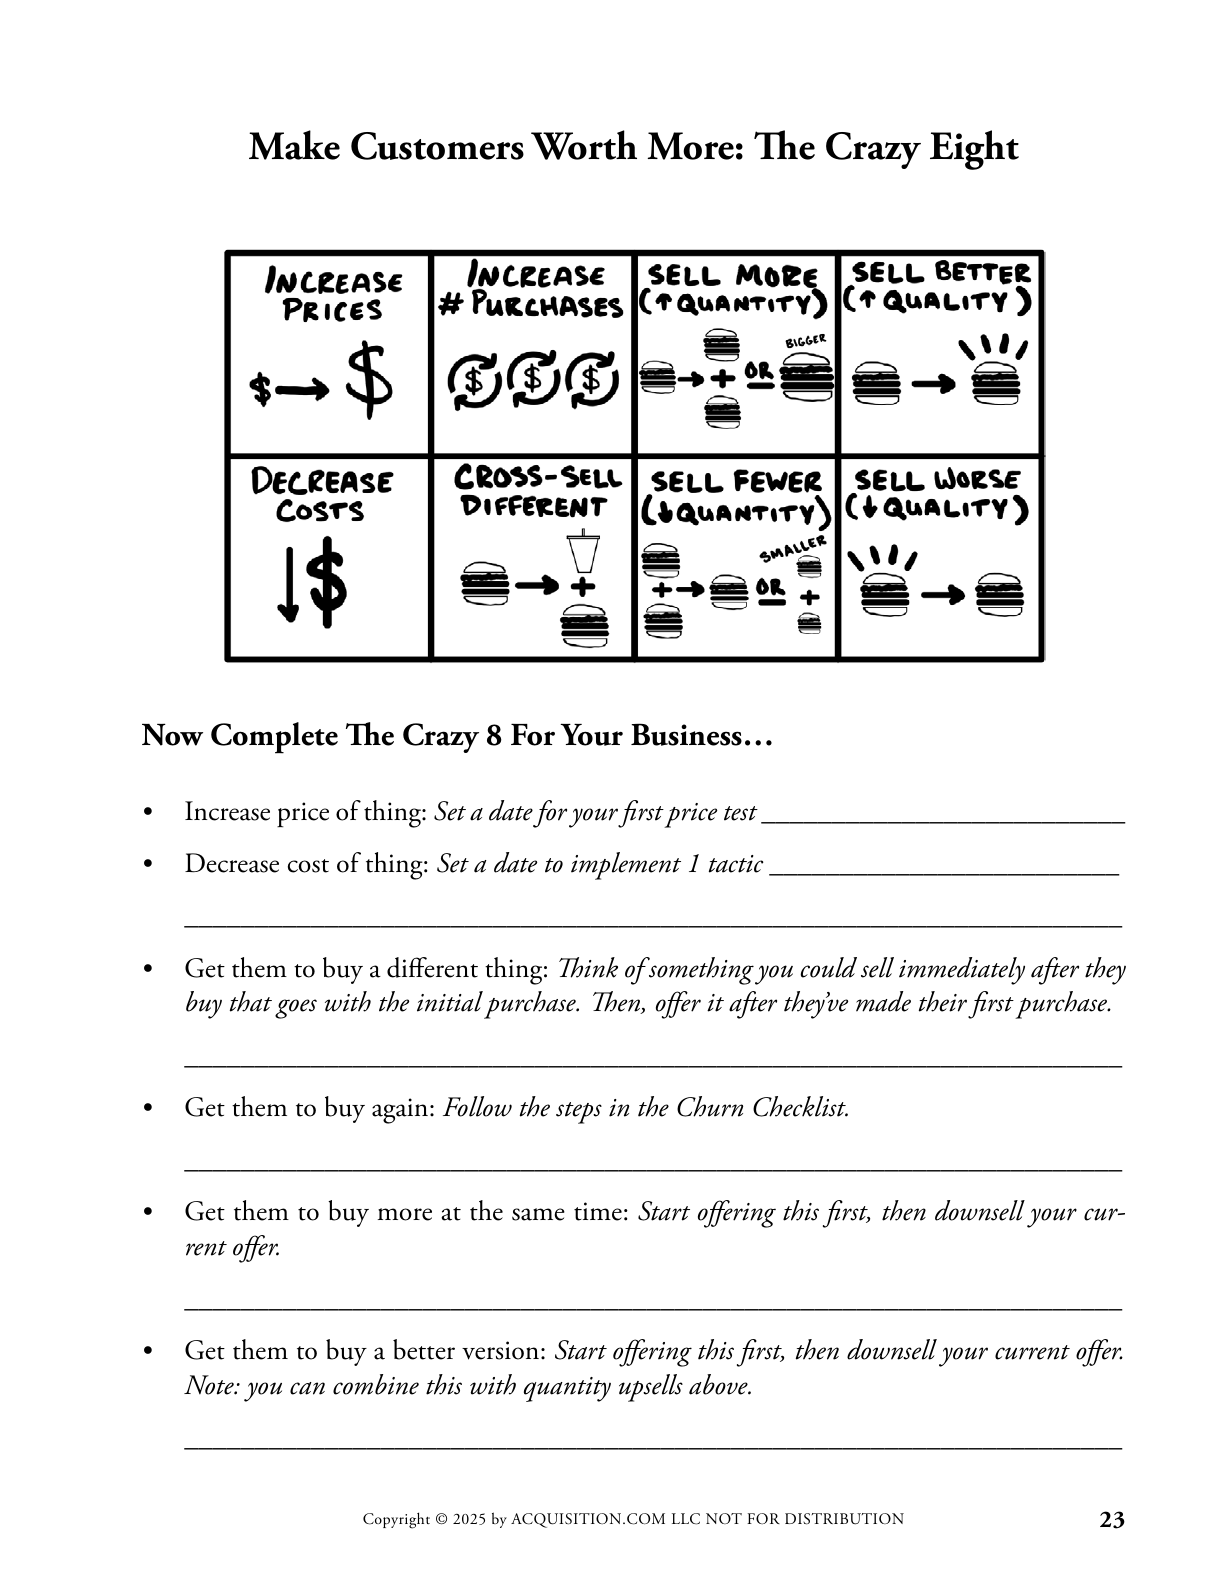 Make Customers Worth More: The Crazy Eight
INCREASE
PRICES
$ $
INCREASE
# PURCHASES
$ $ $
SELL MORE
(↑ QUANTITY)
BIGGER
→ + OR
SELL BETTER
(↑ QUALITY)
→
DECREASE
COSTS
↓$
CROSS-SELL
DIFFERENT
→ +
SELL FEWER
(↓QUANTITY)
SMALLER
+ → OR +
SELL WORSE
(↓ QUALITY)
→
Now Complete The Crazy 8 For Your Business…
• Increase price of thing: Set a date for your first price test __________________________
• Decrease cost of thing: Set a date to implement 1 tactic _________________________
___________________________________________________________________
• Get them to buy a different thing: Think of something you could sell immediately after they
buy that goes with the initial purchase. Then, offer it after they've made their first purchase.
___________________________________________________________________
• Get them to buy again: Follow the steps in the Churn Checklist.
___________________________________________________________________
• Get them to buy more at the same time: Start offering this first, then downsell your cur-
rent offer.
___________________________________________________________________
• Get them to buy a better version: Start offering this first, then downsell your current offer.
Note: you can combine this with quantity upsells above.
___________________________________________________________________
Copyright © 2025 by ACQUISITION.COM LLC NOT FOR DISTRIBUTION
23